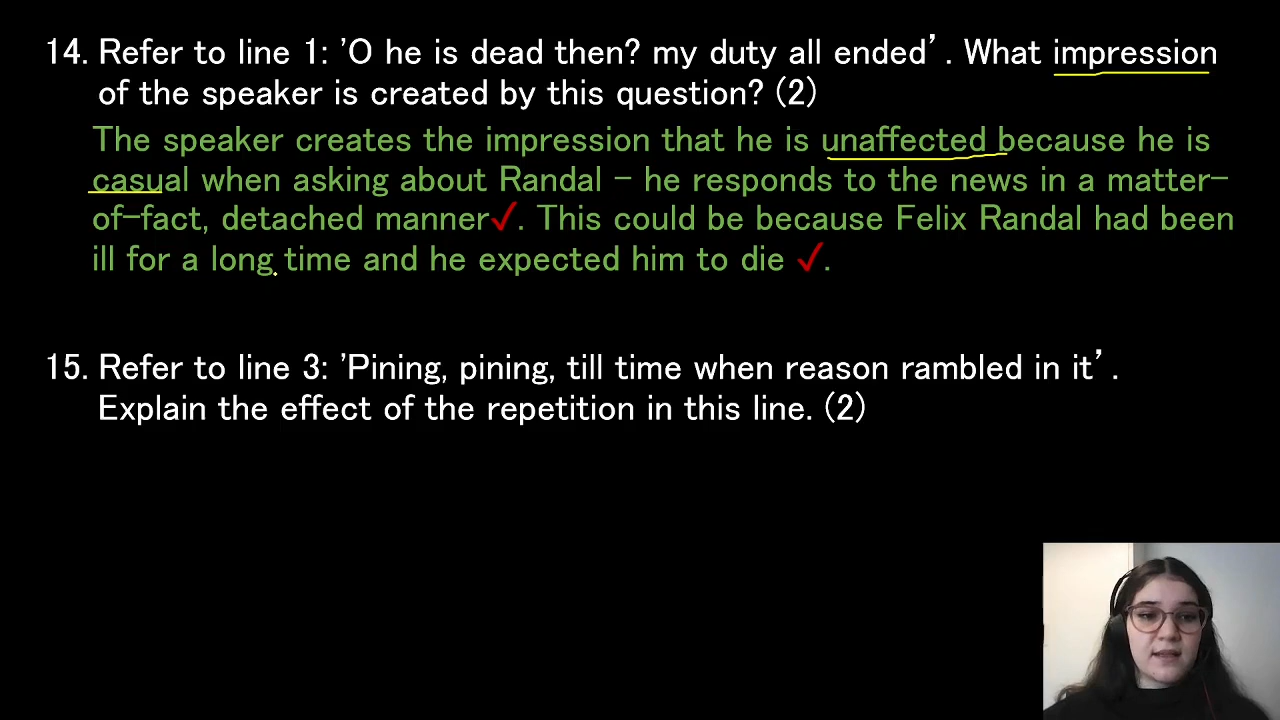 14. Refer to line 1: 'O he is dead then? my duty all ended'. What impression
of the speaker is created by this question? (2)
The speaker creates the impression that he is unaffected because he is
casual when asking about Randal – he responds to the news in a matter-
of-fact, detached manner✓. This could be because Felix Randal had been
ill for a long time and he expected him to die ✓.
15. Refer to line 3: 'Pining, pining, till time when reason rambled in it'.
Explain the effect of the repetition in this line. (2)